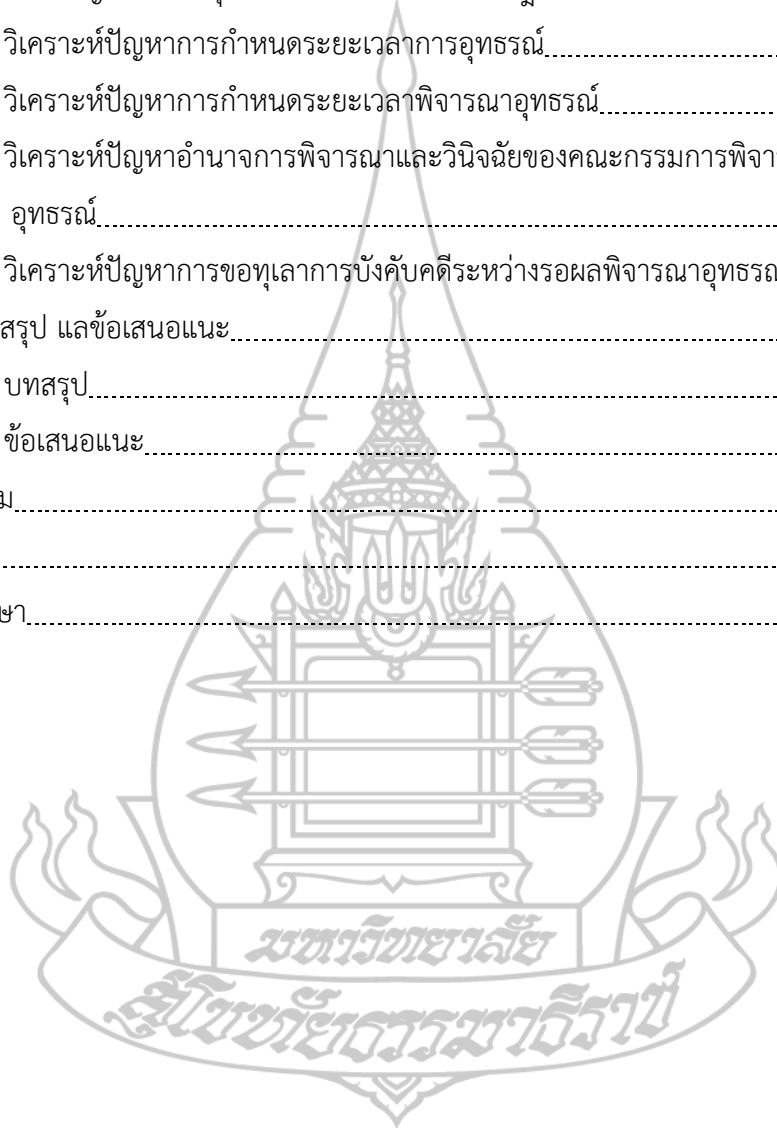 วิเคราะห์ปัญหาการกำหนดระยะเวลาการอุทธรณ์
วิเคราะห์ปัญหาการกำหนดระยะเวลาพิจารณาอุทธรณ์
วิเคราะห์ปัญหาอำนาจการพิจารณาและวินิจฉัยของคณะกรรมการพิจาร
อุทธรณ์
วิเคราะห์ปัญหาการขอทุเลาการบังคับคดีระหว่างรอผลพิจารณาอุทธรณ
สรุป แลข้อเสนอแนะ
บทสรุป
ข้อเสนอแนะ
ม
ษา
มหาวิทยาลัย
สุโขทัยธรรมาธิราช